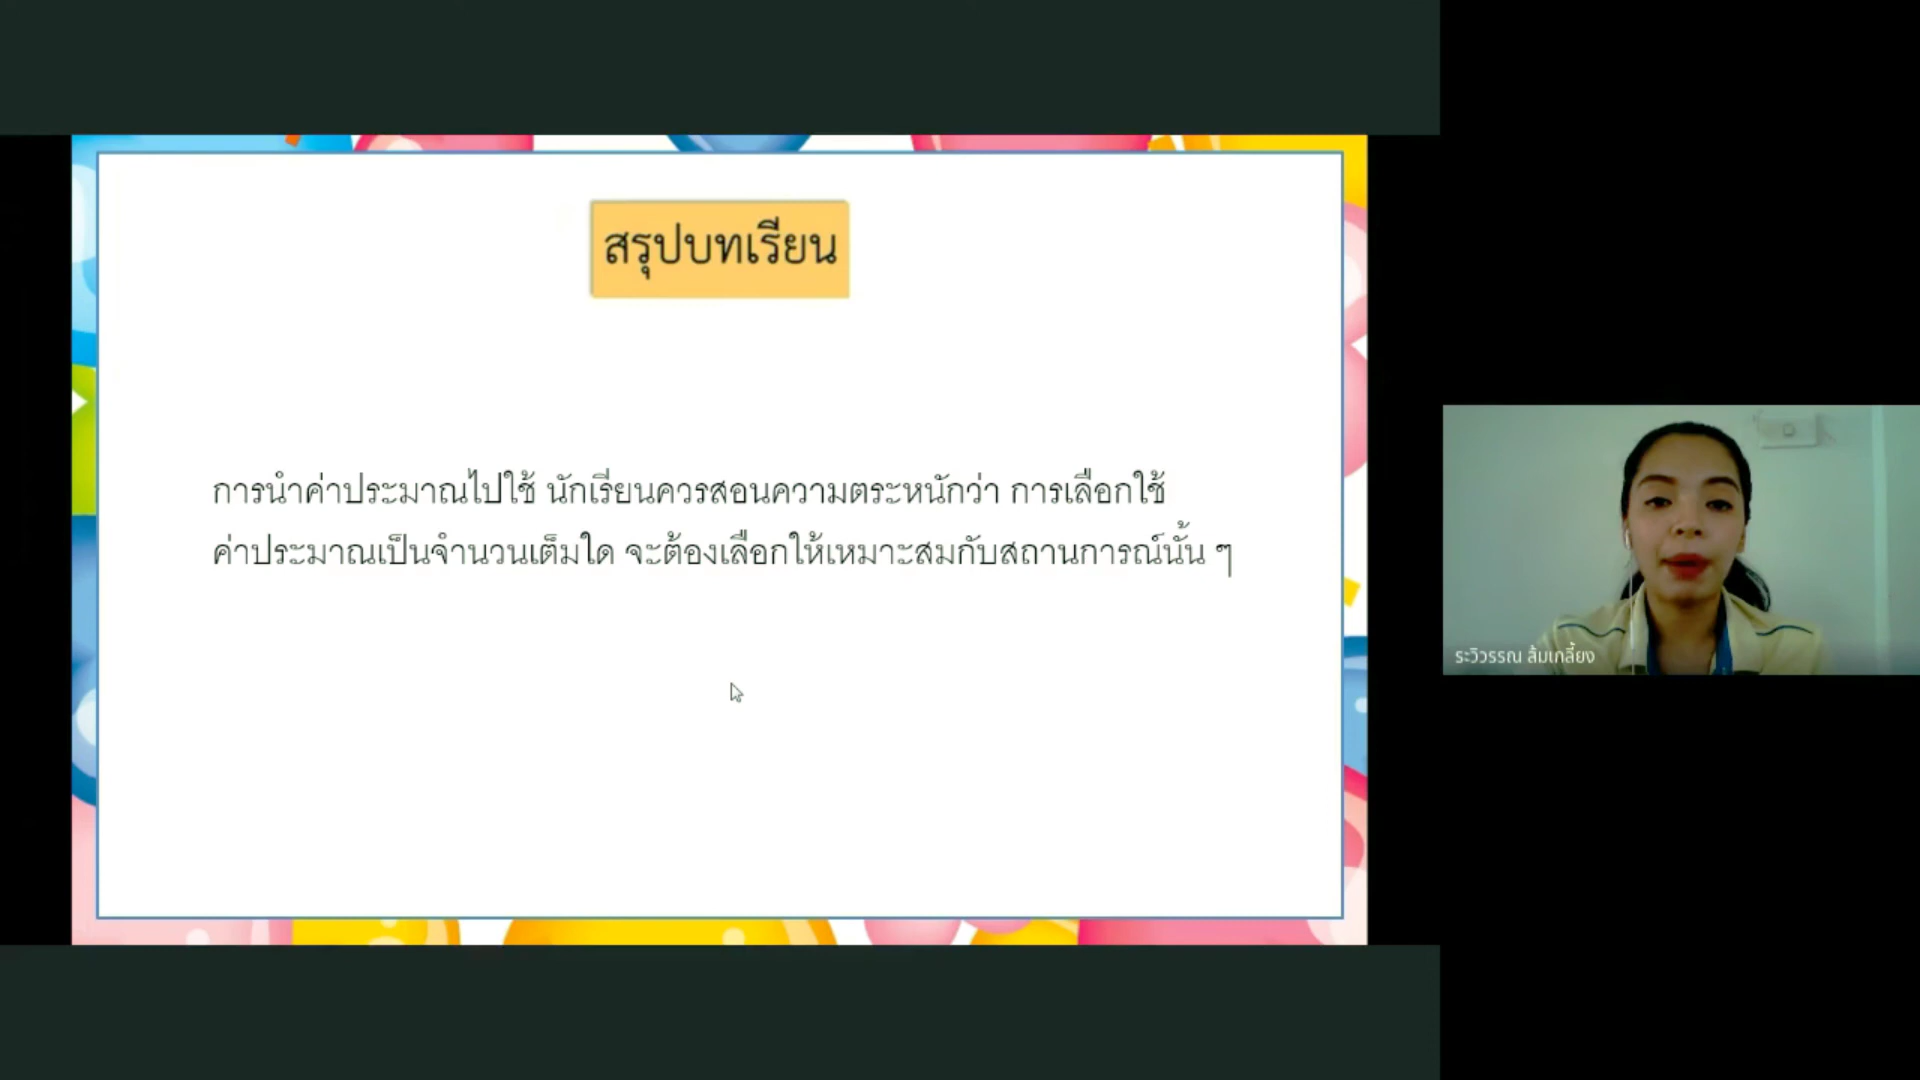 สรุปบทเรียน
การนำค่าประมาณไปใช้ นักเรียนควรสอนความตระหนักว่า การเลือกใช้
ค่าประมาณเป็นจำนวนเต็มใด จะต้องเลือกให้เหมาะสมกับสถานการณ์นั้น ๆ
ระวิวรรณ ส้มเกลี้ยง